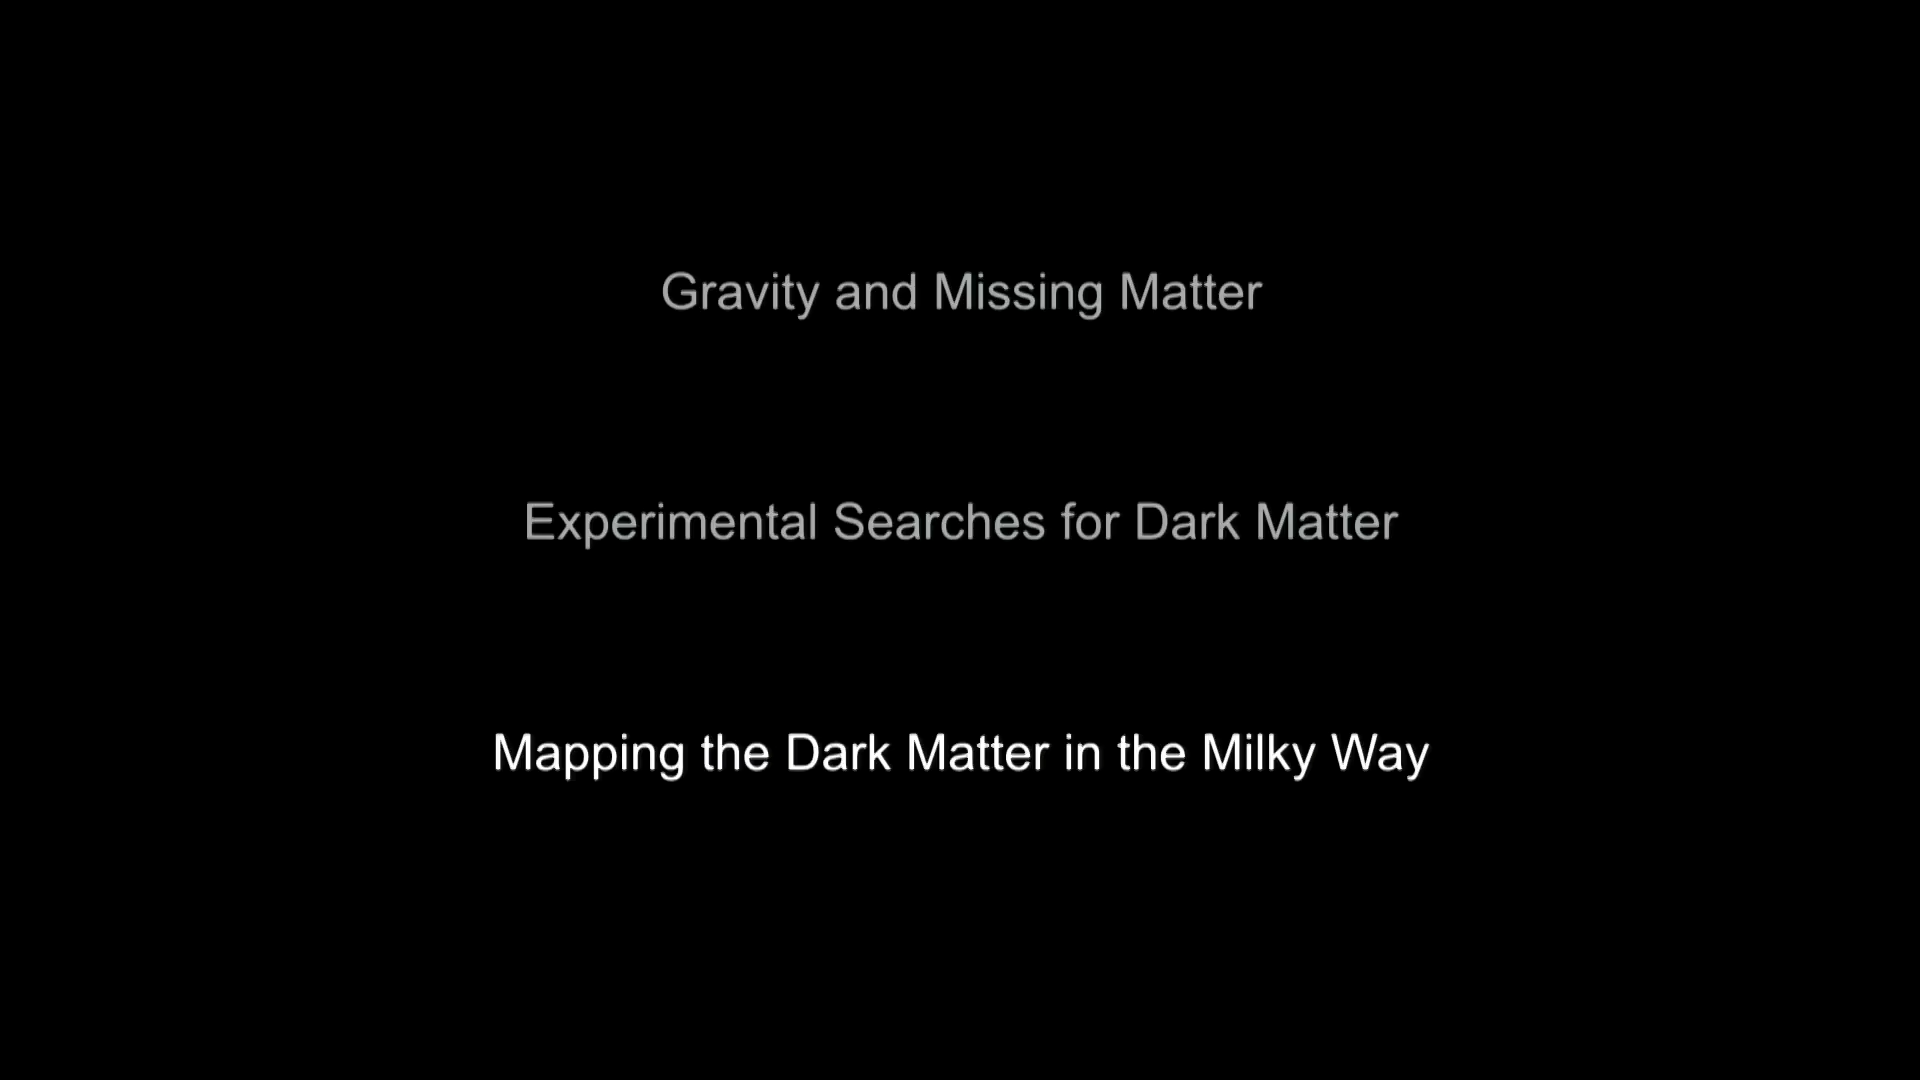 Gravity and Missing Matter
Experimental Searches for Dark Matter
Mapping the Dark Matter in the Milky Way